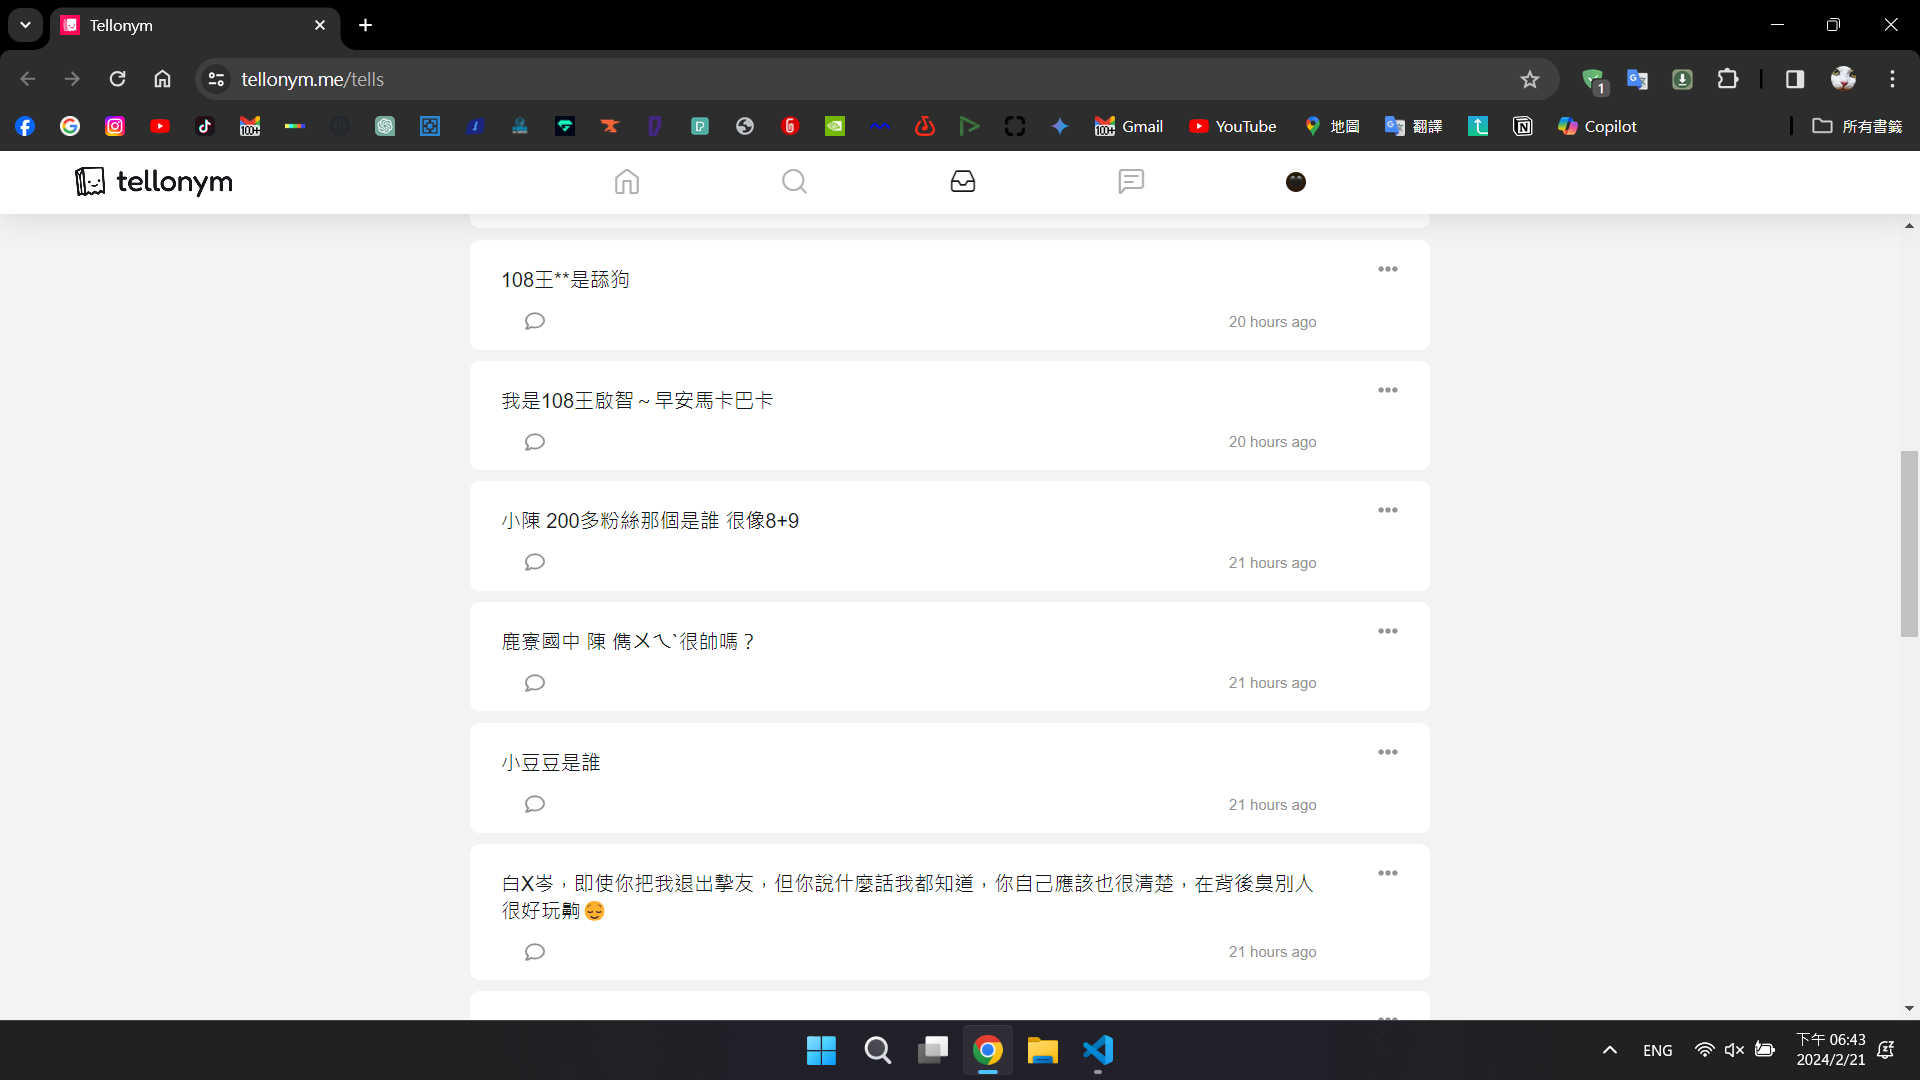 Tellonym
tellonym.me/tells
1
Gmail
YouTube
地圖
翻譯
Copilot
所有書籤
tellonym
108王**是舔狗
20 hours ago
我是108王啟智～早安馬卡巴卡
20 hours ago
小陳 200多粉絲那個是誰 很像8+9
21 hours ago
鹿寮國中 陳 儁ㄨㄟˋ很帥嗎？
21 hours ago
小豆豆是誰
21 hours ago
白X岑，即使你把我退出摯友，但你說什麼話我都知道，你自己應該也很清楚，在背後臭別人
很好玩齁😌
21 hours ago
ENG
下午 06:43
2024/2/21